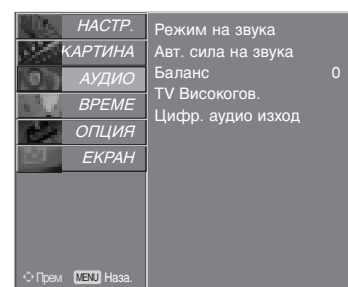 НАСТР.
КАРТИНА
АУДИО
ВРЕМЕ
ОПЦИЯ
ЕКРАН
Режим на звука
Авт. сила на звука
Баланс 0
TV Високогов.
Цифр. аудио изход
Прем MENU Наза.